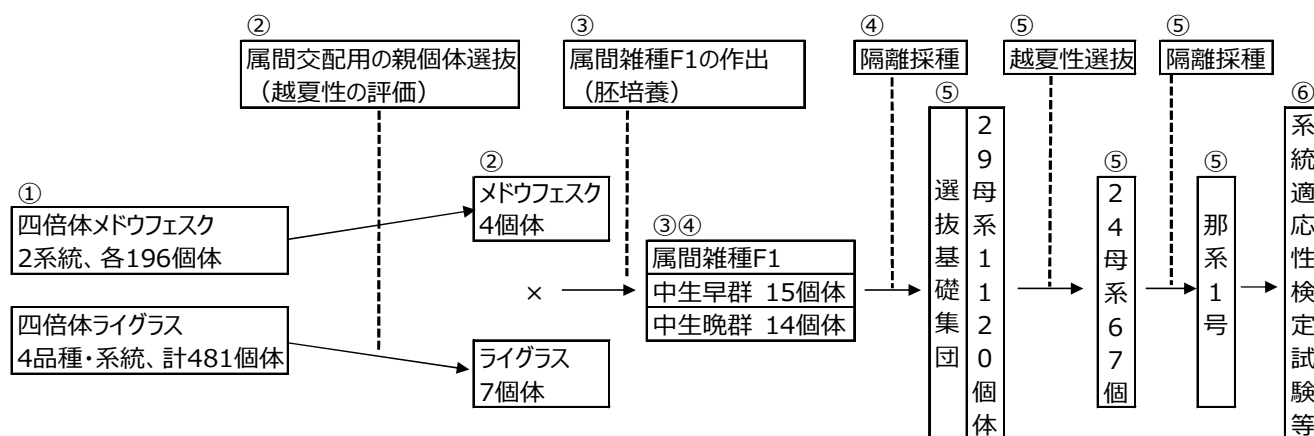 ①
四倍体メドウフェスク
2系統、各196個体
四倍体ライグラス
4品種・系統、計481個体
②
属間交配用の親個体選抜
（越夏性の評価）
②
メドウフェスク
4個体
×
ライグラス
7個体
③
属間雑種F1の作出
（胚培養）
③④
属間雑種F1
中生早群 15個体
中生晩群 14個体
④
隔離採種
⑤
選抜基礎集団
29母系1120個体
⑤
越夏性選抜
⑤
24母系67個
⑤
隔離採種
⑤
那系1号
⑥
系統適応性検定試験等